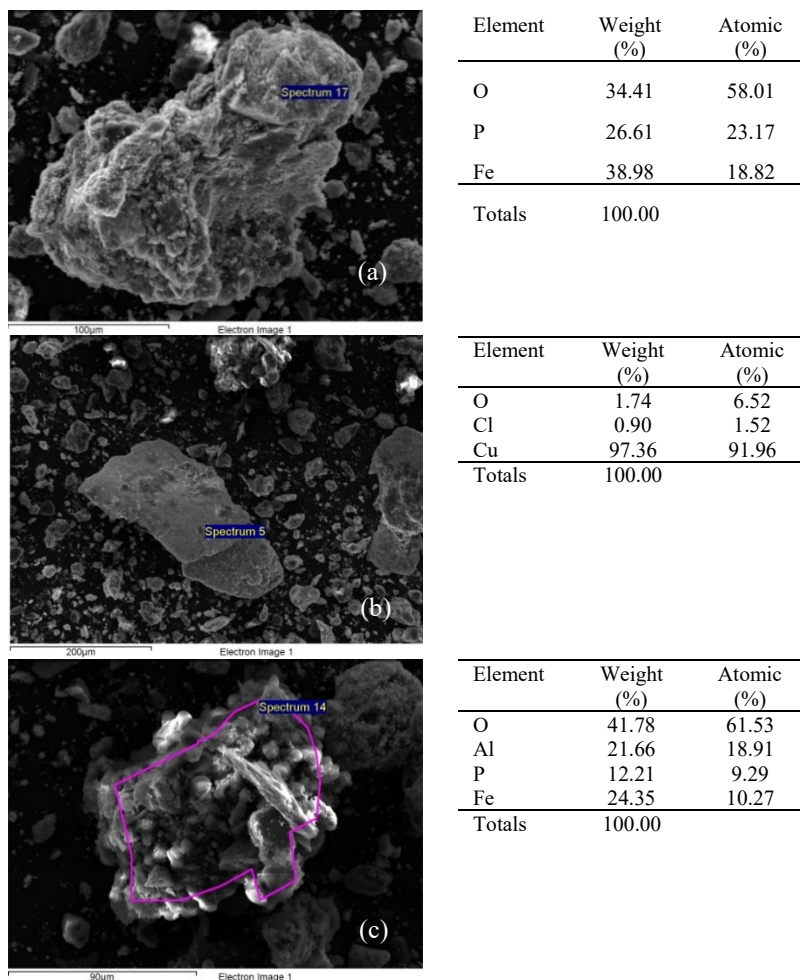 Spectrum 17
(a)
100µm Electron Image 1
Element Weight Atomic
(%) (%)
O 34.41 58.01
P 26.61 23.17
Fe 38.98 18.82
Totals 100.00
Spectrum 5
(b)
200µm Electron Image 1
Element Weight Atomic
(%) (%)
O 1.74 6.52
Cl 0.90 1.52
Cu 97.36 91.96
Totals 100.00
Spectrum 14
(c)
90µm Electron Image 1
Element Weight Atomic
(%) (%)
O 41.78 61.53
Al 21.66 18.91
P 12.21 9.29
Fe 24.35 10.27
Totals 100.00